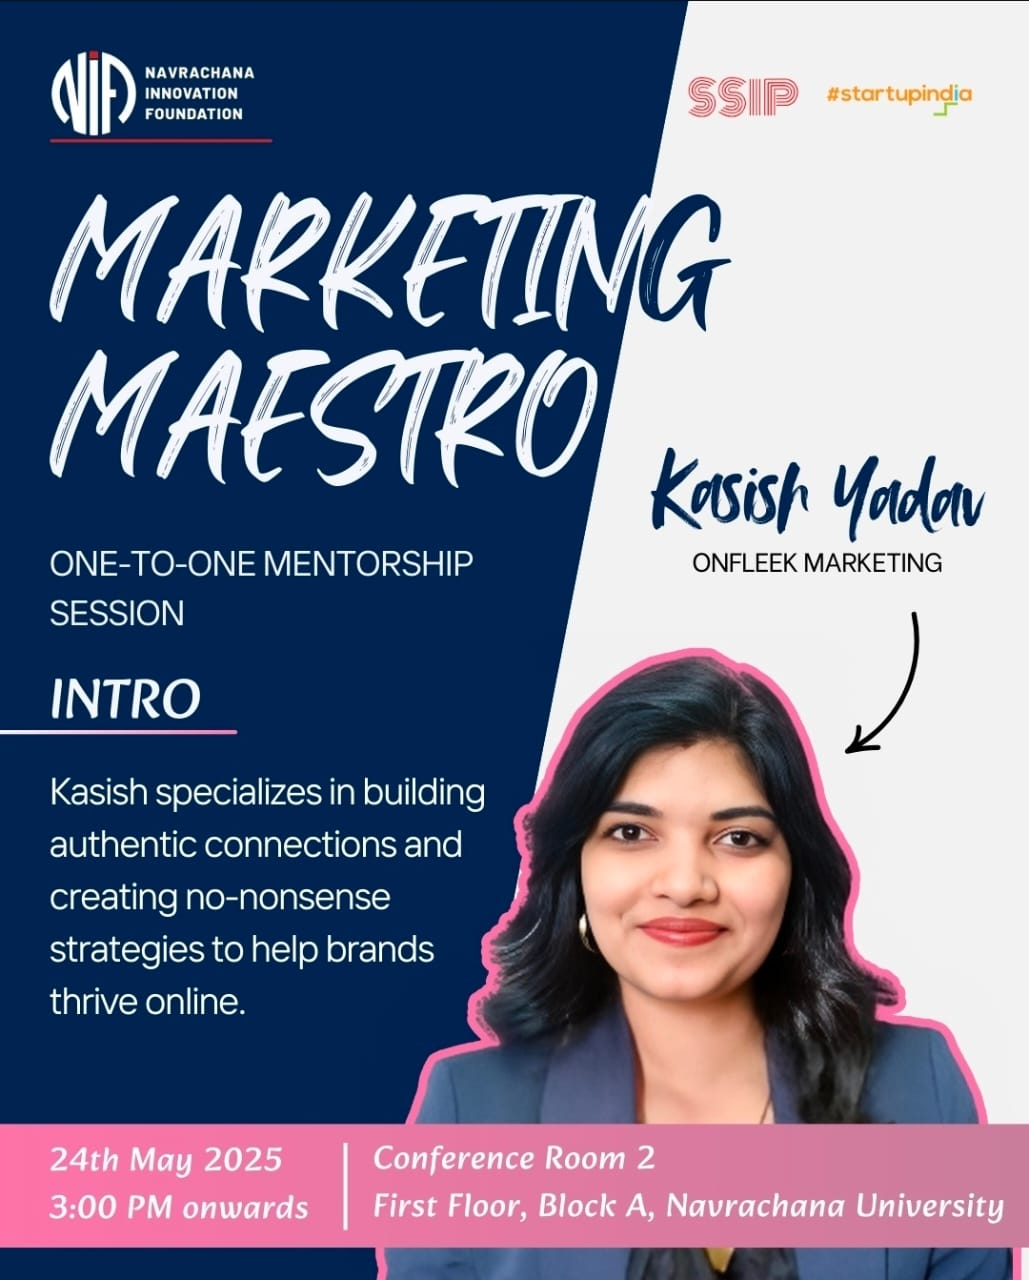 NiF
NAVRACHANA
INNOVATION
FOUNDATION
SSIP
#startupindia
MARKETING
MAESTRO
Kasish Yadav
ONFLEEK MARKETING
ONE-TO-ONE MENTORSHIP
SESSION
INTRO
Kasish specializes in building
authentic connections and
creating no-nonsense
strategies to help brands
thrive online.
24th May 2025
3:00 PM onwards
Conference Room 2
First Floor, Block A, Navrachana University